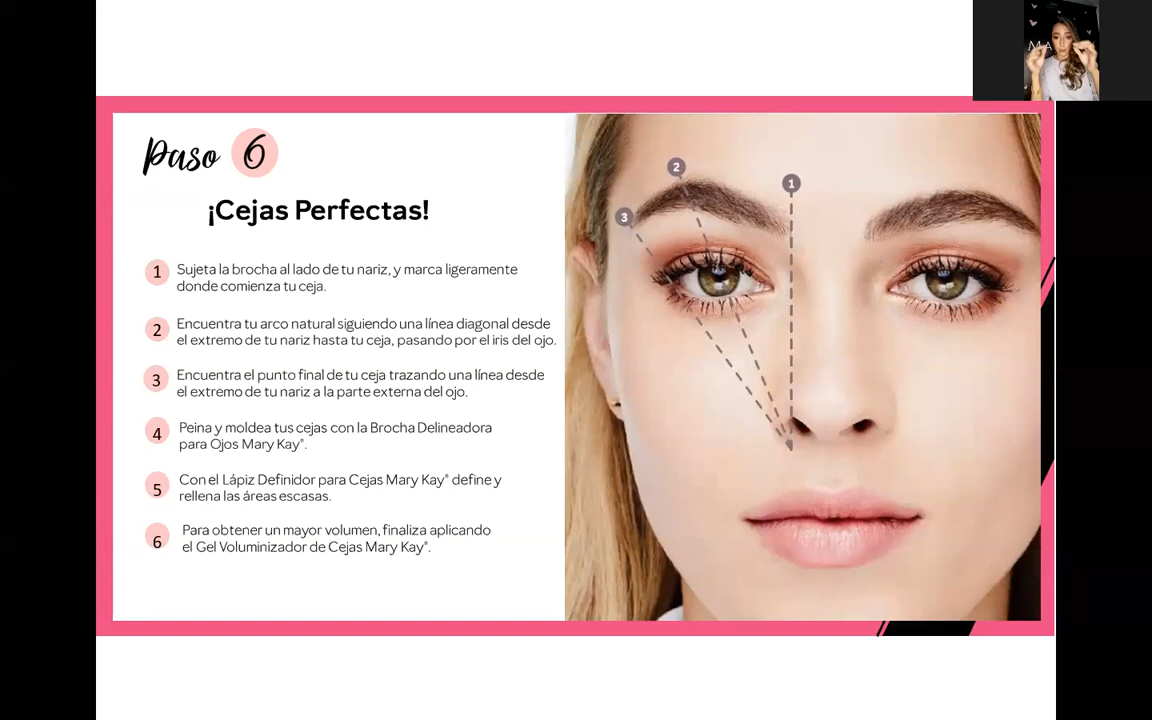 MA
Paso 6
¡Cejas Perfectas!
1 Sujeta la brocha al lado de tu nariz, y marca ligeramente
donde comienza tu ceja.
2 Encuentra tu arco natural siguiendo una línea diagonal desde
el extremo de tu nariz hasta tu ceja, pasando por el iris del ojo.
3 Encuentra el punto final de tu ceja trazando una línea desde
el extremo de tu nariz a la parte externa del ojo.
4 Peina y moldea tus cejas con la Brocha Delineadora
para Ojos Mary Kay®.
5 Con el Lápiz Definidor para Cejas Mary Kay® define y
rellena las áreas escasas.
6 Para obtener un mayor volumen, finaliza aplicando
el Gel Voluminizador de Cejas Mary Kay®.
2
1
3